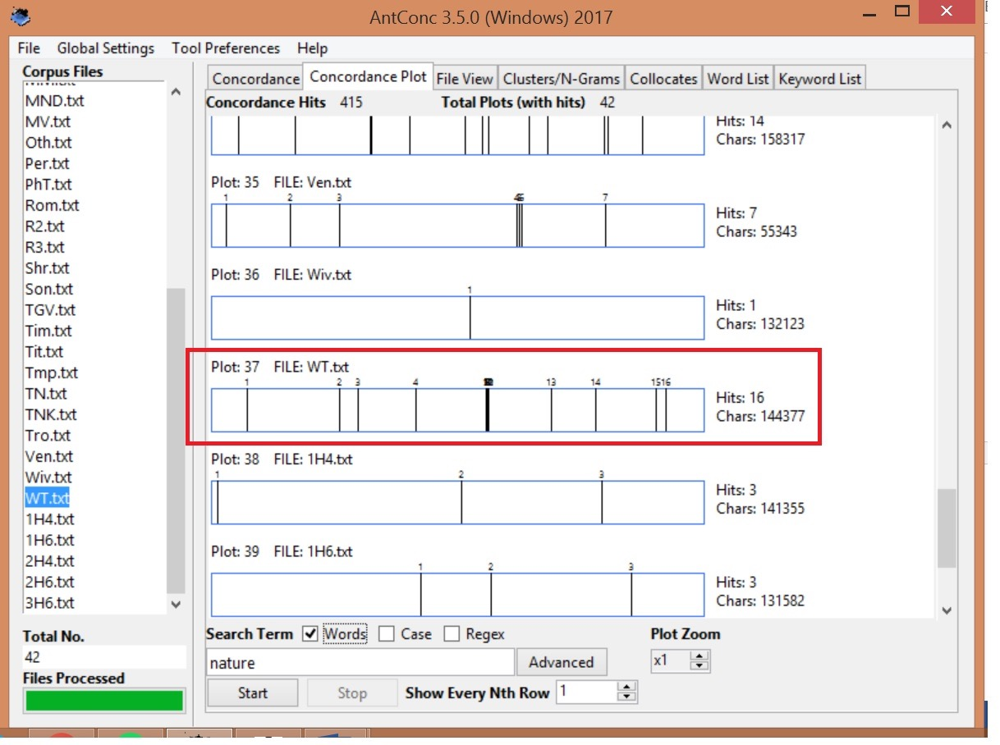 AntConc 3.5.0 (Windows) 2017
File Global Settings Tool Preferences Help
Corpus Files
MND.txt
MV.txt
Oth.txt
Per.txt
PhT.txt
Rom.txt
R2.txt
R3.txt
Shr.txt
Son.txt
TGV.txt
Tim.txt
Tit.txt
Tmp.txt
TN.txt
TNK.txt
Tro.txt
Ven.txt
Wiv.txt
WT.txt
1H4.txt
1H6.txt
2H4.txt
2H6.txt
3H6.txt
Total No.
42
Files Processed
Concordance Concordance Plot File View Clusters/N-Grams Collocates Word List Keyword List
Concordance Hits 415 Total Plots (with hits) 42
Hits: 14
Chars: 158317
Plot: 35 FILE: Ven.txt
1 2 3 7
Hits: 7
Chars: 55343
Plot: 36 FILE: Wiv.txt
1
Hits: 1
Chars: 132123
Plot: 37 FILE: WT.txt
1 2 3 4 13 14 15 16
Hits: 16
Chars: 144377
Plot: 38 FILE: 1H4.txt
1 2 3
Hits: 3
Chars: 141355
Plot: 39 FILE: 1H6.txt
1 2 3
Hits: 3
Chars: 131582
Search Term Words Case Regex
Plot Zoom
nature
Advanced
x1
Start Stop Show Every Nth Row 1